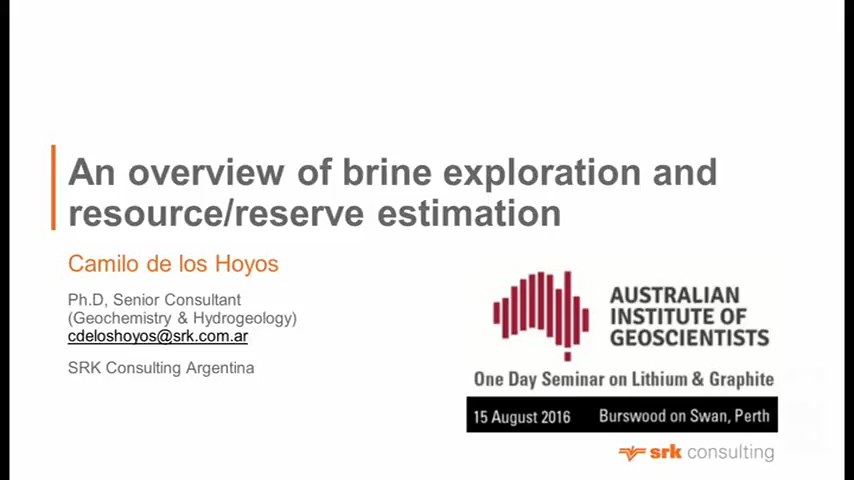 An overview of brine exploration and
resource/reserve estimation
Camilo de los Hoyos
Ph.D, Senior Consultant
(Geochemistry & Hydrogeology)
cdeloshoyos@srk.com.ar
SRK Consulting Argentina
AUSTRALIAN
INSTITUTE OF
GEOSCIENTISTS
One Day Seminar on Lithium & Graphite
15 August 2016 Burswood on Swan, Perth
srk consulting